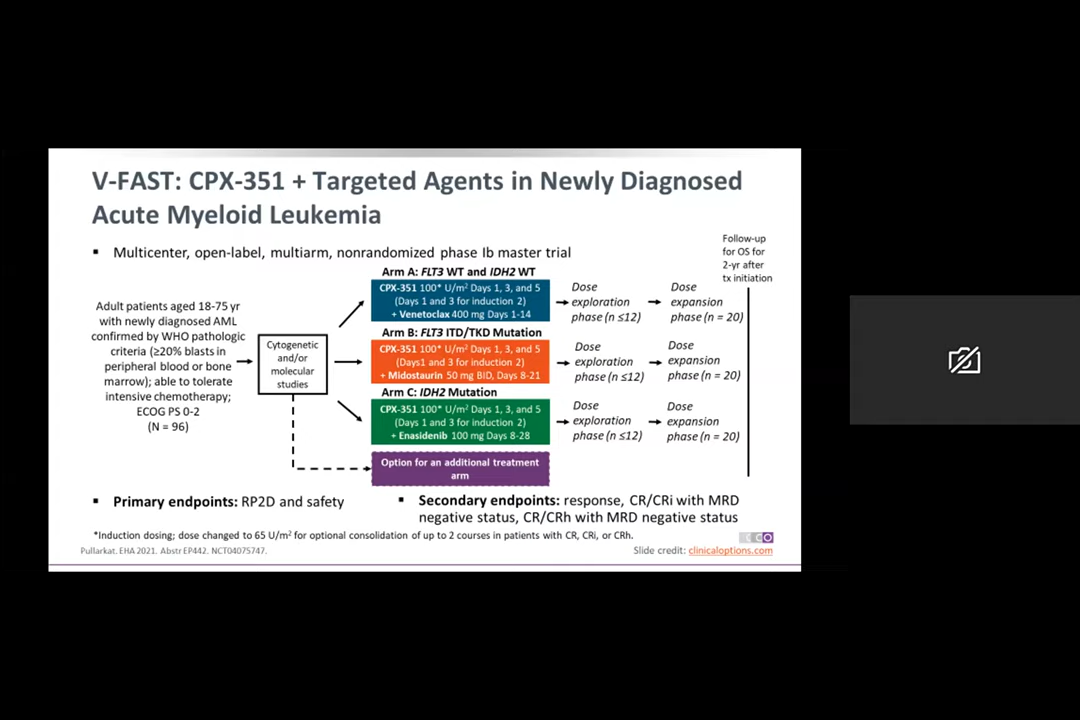 V-FAST: CPX-351 + Targeted Agents in Newly Diagnosed
Acute Myeloid Leukemia
▪ Multicenter, open-label, multiarm, nonrandomized phase Ib master trial
Follow-up
for OS for
2-yr after
tx initiation
Adult patients aged 18-75 yr
with newly diagnosed AML
confirmed by WHO pathologic
criteria (≥20% blasts in
peripheral blood or bone
marrow); able to tolerate
intensive chemotherapy;
ECOG PS 0-2
(N = 96)
Cytogenetic
and/or
molecular
studies
Arm A: FLT3 WT and IDH2 WT
CPX-351 100* U/m² Days 1, 3, and 5
(Days 1 and 3 for induction 2)
+ Venetoclax 400 mg Days 1-14
Dose
exploration
phase (n ≤12)
Dose
expansion
phase (n = 20)
Arm B: FLT3 ITD/TKD Mutation
CPX-351 100* U/m² Days 1, 3, and 5
(Days1 and 3 for induction 2)
+ Midostaurin 50 mg BID, Days 8-21
Dose
exploration
phase (n ≤12)
Dose
expansion
phase (n = 20)
Arm C: IDH2 Mutation
CPX-351 100* U/m² Days 1, 3, and 5
(Days 1 and 3 for induction 2)
+ Enasidenib 100 mg Days 8-28
Dose
exploration
phase (n ≤12)
Dose
expansion
phase (n = 20)
Option for an additional treatment
arm
▪ Primary endpoints: RP2D and safety
▪ Secondary endpoints: response, CR/CRi with MRD
negative status, CR/CRh with MRD negative status
*Induction dosing; dose changed to 65 U/m² for optional consolidation of up to 2 courses in patients with CR, CRi, or CRh.
Pullarkat. EHA 2021. Abstr EP442. NCT04075747.
CCO
Slide credit: clinicaloptions.com